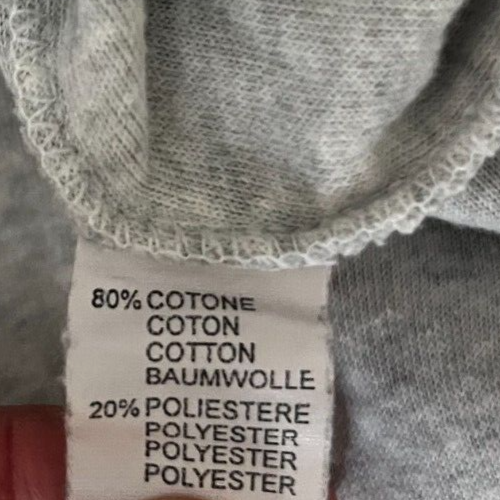 80% COTONE
COTON
COTTON
BAUMWOLLE
20% POLIESTERE
POLYESTER
POLYESTER
POLYESTER